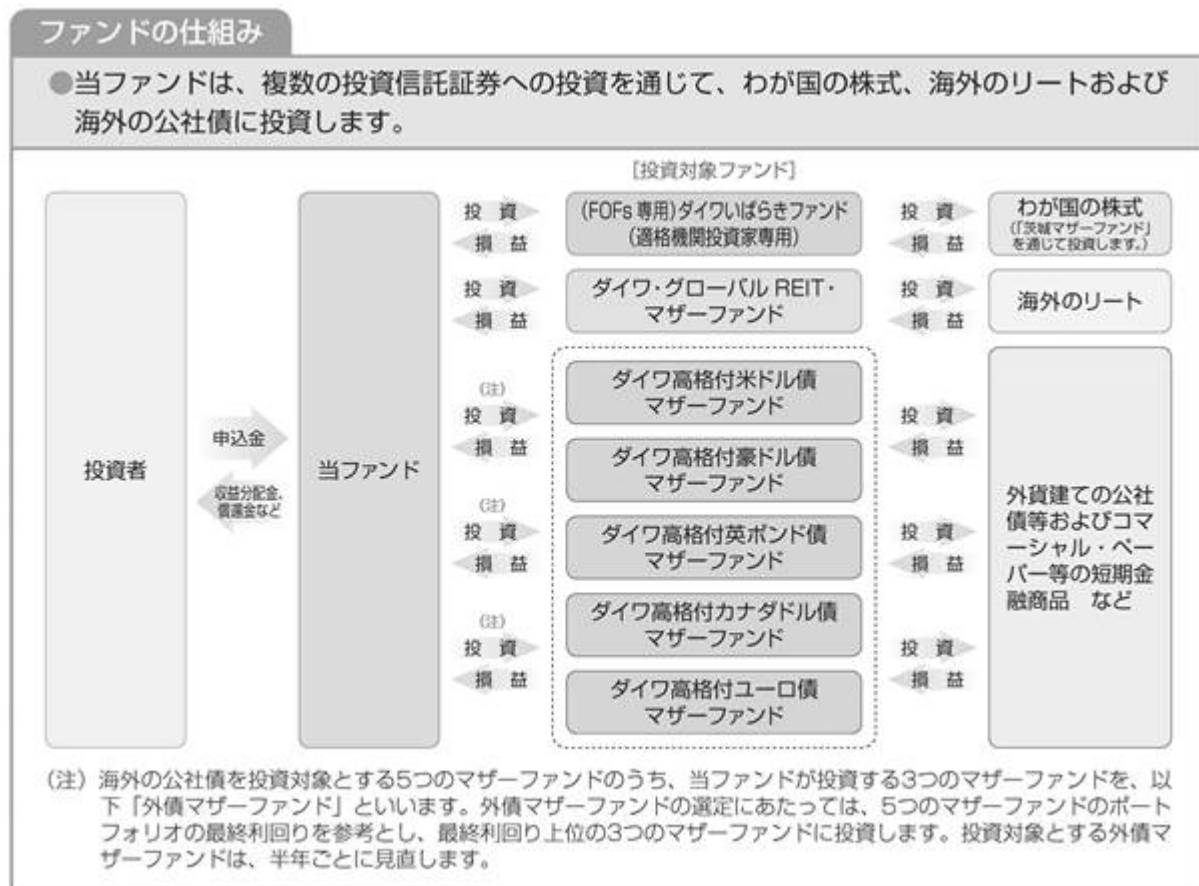 ファンドの仕組み
●当ファンドは、複数の投資信託証券への投資を通じて、わが国の株式、海外のリートおよび
海外の公社債に投資します。
[投資対象ファンド]
投資者
申込金
収益分配金、
償還金など
当ファンド
投 資
損 益
(FOFs 専用)ダイワいばらきファンド
(適格機関投資家専用)
投 資
損 益
わが国の株式
(「茨城マザーファンド」
を通じて投資します。)
投 資
損 益
ダイワ・グローバル REIT・
マザーファンド
投 資
損 益
海外のリート
(注)
投 資
損 益
ダイワ高格付米ドル債
マザーファンド
投 資
損 益
ダイワ高格付豪ドル債
マザーファンド
(注)
投 資
損 益
ダイワ高格付英ポンド債
マザーファンド
投 資
損 益
ダイワ高格付カナダドル債
マザーファンド
(注)
投 資
損 益
ダイワ高格付ユーロ債
マザーファンド
投 資
損 益
外貨建ての公社
債等およびコマ
ーシャル・ペー
パー等の短期金
融商品 など
(注) 海外の公社債を投資対象とする5つのマザーファンドのうち、当ファンドが投資する3つのマザーファンドを、以
下「外債マザーファンド」といいます。外債マザーファンドの選定にあたっては、5つのマザーファンドのポート
フォリオの最終利回りを参考とし、最終利回り上位の3つのマザーファンドに投資します。投資対象とする外債マ
ザーファンドは、半年ごとに見直します。